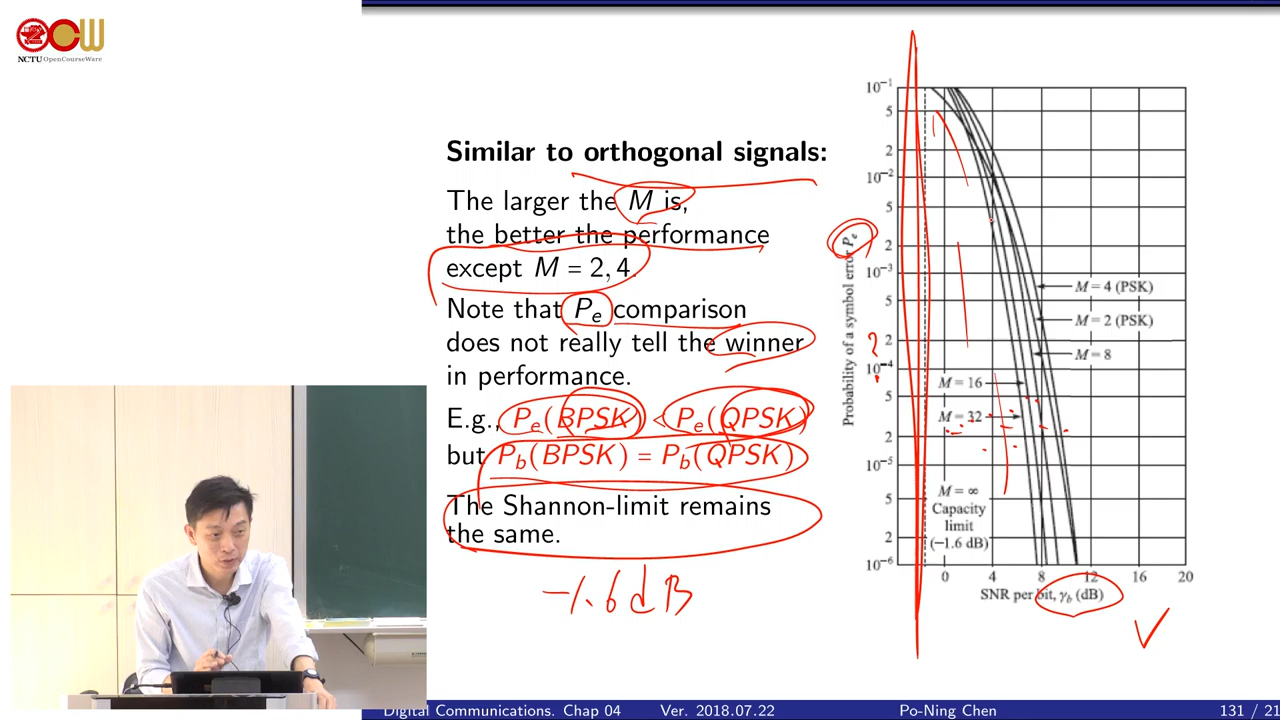 NCTU OpenCourseWare
Similar to orthogonal signals:
The larger the M is,
the better the performance
except M = 2, 4.
Note that Pe comparison
does not really tell the winner
in performance.
E.g., Pe(BPSK) < Pe(QPSK)
but Pb(BPSK) = Pb(QPSK)
The Shannon-limit remains
the same.
-1.6 dB
Probability of a symbol error Pe
10⁻¹
5
2
10⁻²
5
2
10⁻³
5
2
10⁻⁴
5
2
10⁻⁵
5
2
10⁻⁶
?
M = 4 (PSK)
M = 2 (PSK)
M = 8
M = 16
M = 32
M = ∞
Capacity
limit
(−1.6 dB)
0 4 8 12 16 20
SNR per bit, γb (dB)
Digital Communications. Chap 04 Ver. 2018.07.22 Po-Ning Chen 131 / 21